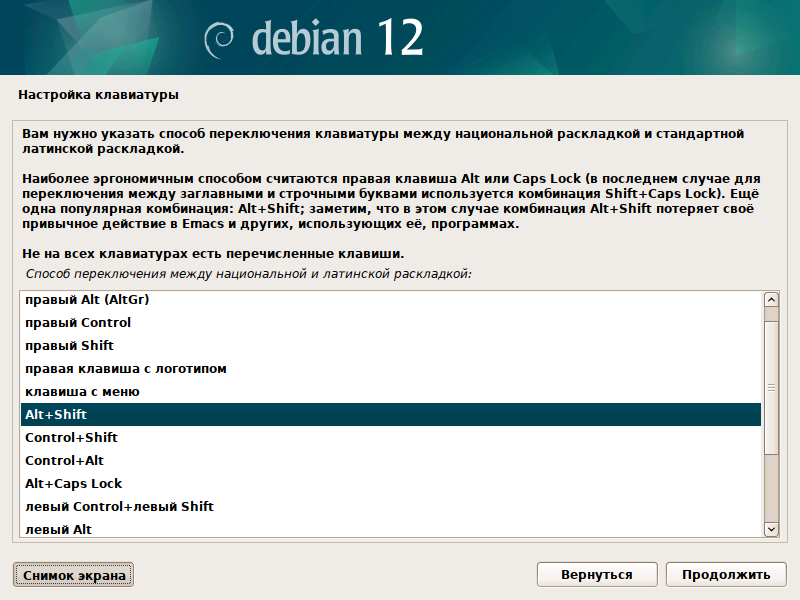 debian 12
Настройка клавиатуры
Вам нужно указать способ переключения клавиатуры между национальной раскладкой и стандартной
латинской раскладкой.
Наиболее эргономичным способом считаются правая клавиша Alt или Caps Lock (в последнем случае для
переключения между заглавными и строчными буквами используется комбинация Shift+Caps Lock). Ещё
одна популярная комбинация: Alt+Shift; заметим, что в этом случае комбинация Alt+Shift потеряет своё
привычное действие в Emacs и других, использующих её, программах.
Не на всех клавиатурах есть перечисленные клавиши.
Способ переключения между национальной и латинской раскладкой:
правый Alt (AltGr)
правый Control
правый Shift
правая клавиша с логотипом
клавиша с меню
Alt+Shift
Control+Shift
Control+Alt
Alt+Caps Lock
левый Control+левый Shift
левый Alt
Снимок экрана
Вернуться
Продолжить